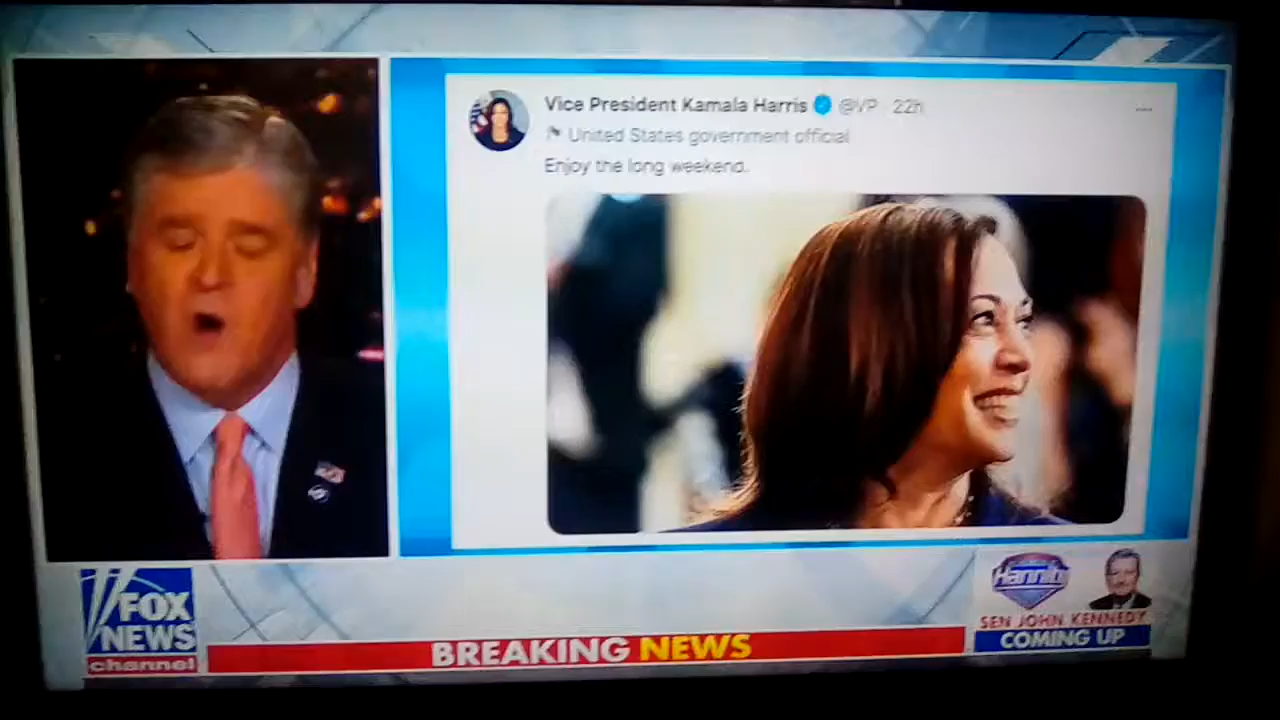 Vice President Kamala Harris @VP 22h
United States government official
Enjoy the long weekend.
FOX
NEWS
channel
BREAKING NEWS
Hannity
SEN JOHN KENNEDY
COMING UP